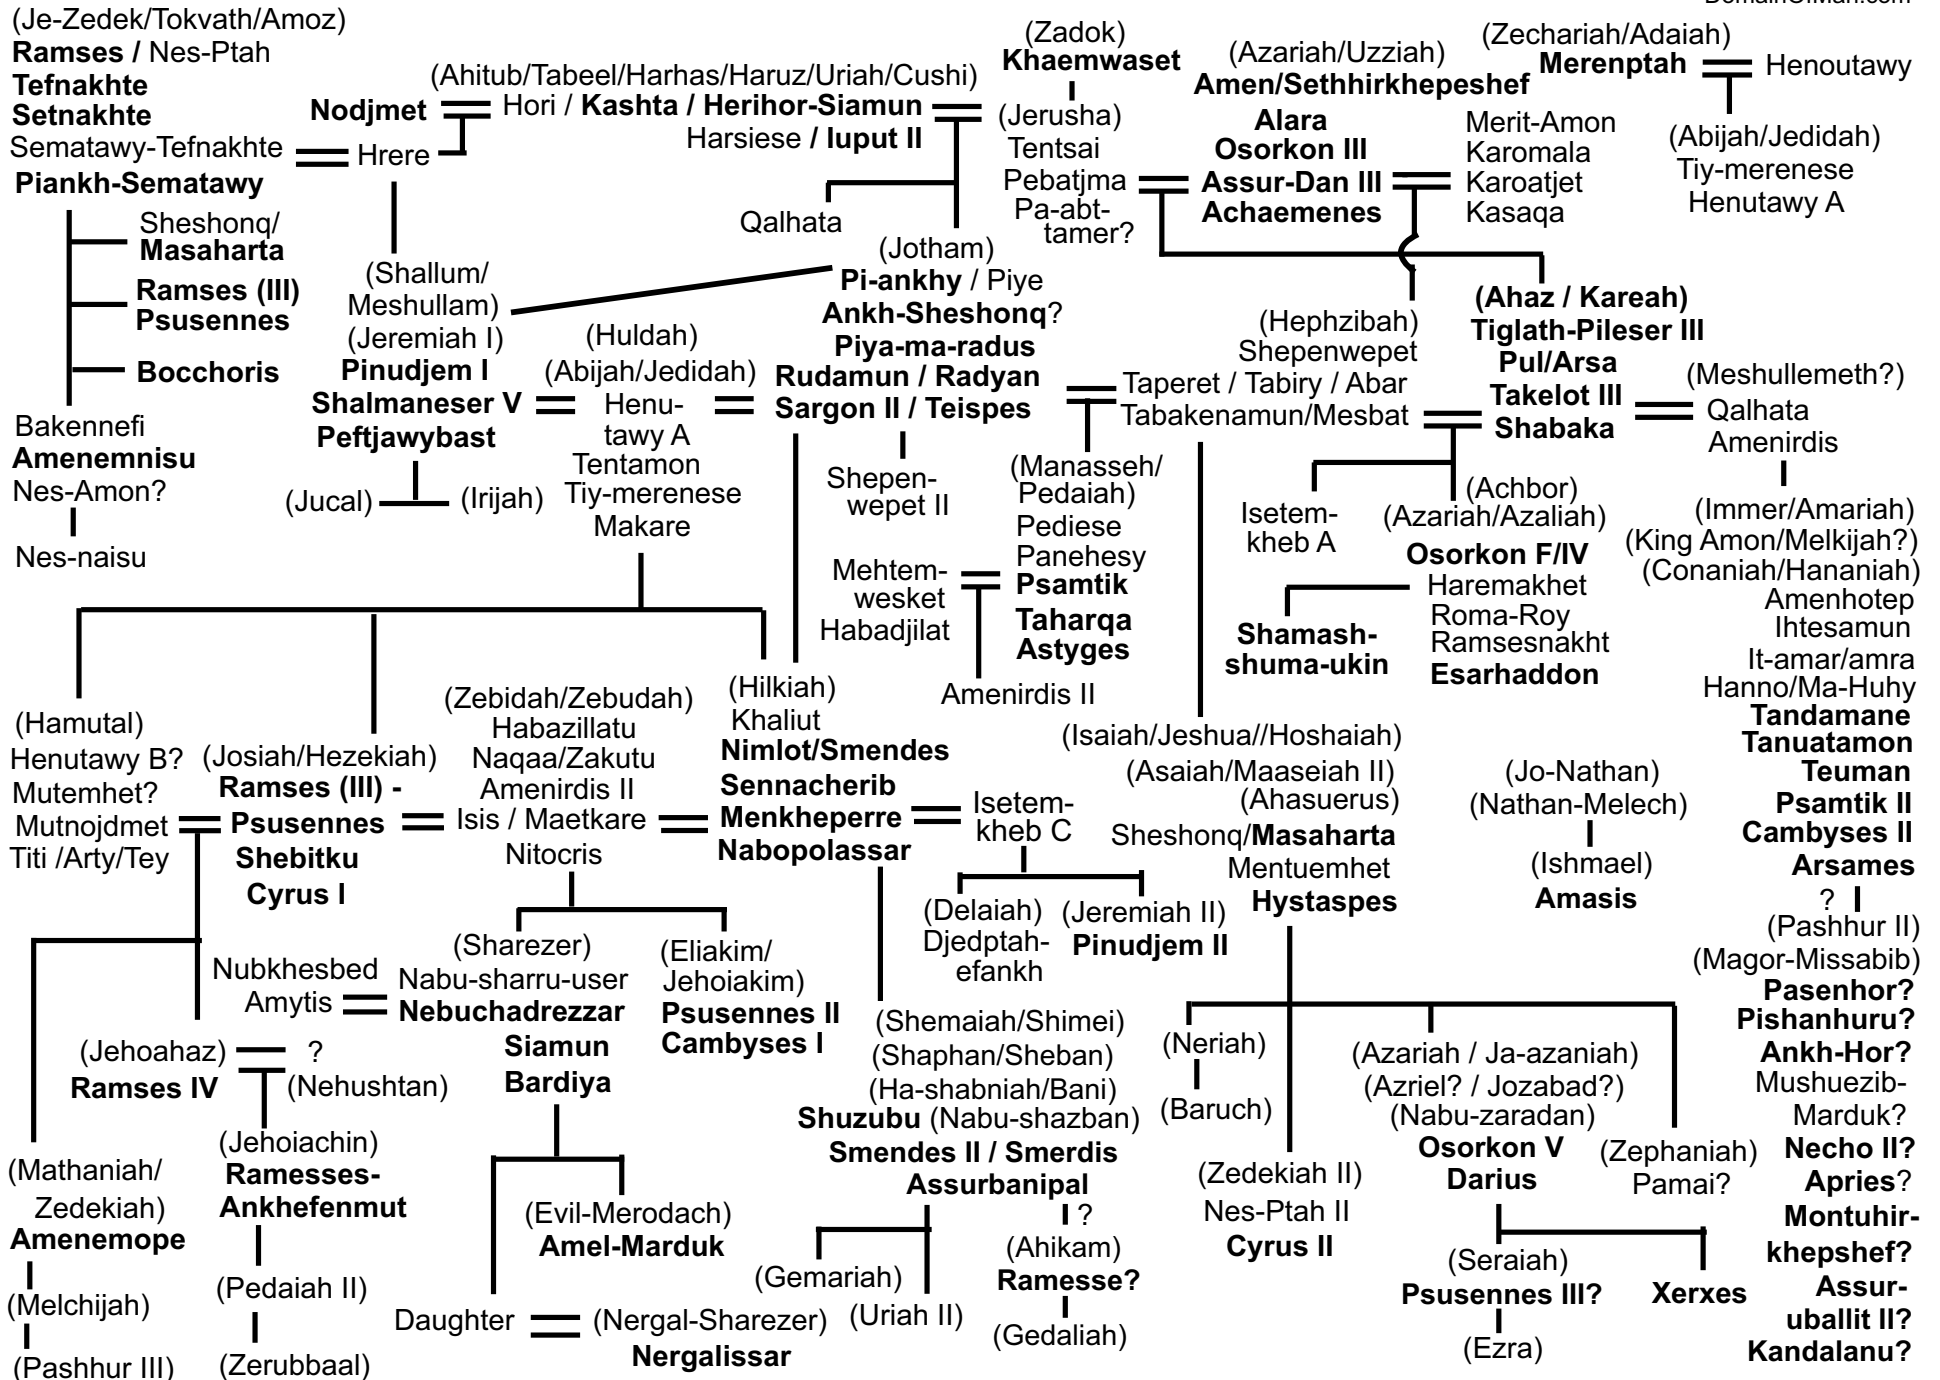 (Je-Zedek/Tokvath/Amoz)
Ramses / Nes-Ptah
Tefnakhte
Setnakhte
Sematawy-Tefnakhte
Piankh-Sematawy
Nodjmet
Hrere
(Ahitub/Tabeel/Harhas/Haruz/Uriah/Cushi)
Hori / Kashta / Herihor-Siamun
Harsiese / Iuput II
(Zadok)
Khaemwaset
(Jerusha)
Tentsai
Pebatjma
Pa-abt-
tamer?
(Azariah/Uzziah)
Amen/Sethhirkhepeshef
Alara
Osorkon III
Assur-Dan III
Achaemenes
Merit-Amon
Karomala
Karoatjet
Kasaqa
(Zechariah/Adaiah)
Merenptah
Henoutawy
(Abijah/Jedidah)
Tiy-merenese
Henutawy A
Sheshonq/
Masaharta
Ramses (III)
Psusennes
Bocchoris
Bakennefi
Amenemnisu
Nes-Amon?
Nes-naisu
(Shallum/
Meshullam)
(Jeremiah I)
Pinudjem I
Shalmaneser V
Peftjawybast
(Jucal)
(Irijah)
(Huldah)
(Abijah/Jedidah)
Henu-
tawy A
Tentamon
Tiy-merenese
Makare
Qalhata
(Jotham)
Pi-ankhy / Piye
Ankh-Sheshonq?
Piya-ma-radus
Rudamun / Radyan
Sargon II / Teispes
Shepen-
wepet II
(Hephzibah)
Shepenwepet
Taperet / Tabiry / Abar
Tabakenamun/Mesbat
(Ahaz / Kareah)
Tiglath-Pileser III
Pul/Arsa
Takelot III
Shabaka
(Meshullemeth?)
Qalhata
Amenirdis
(Manasseh/
Pedaiah)
Pediese
Panehesy
Psamtik
Taharqa
Astyges
Mehtem-
wesket
Habadjilat
Amenirdis II
Isetem-
kheb A
(Achbor)
(Azariah/Azaliah)
Osorkon F/IV
Haremakhet
Roma-Roy
Ramsesnakht
Esarhaddon
Shamash-
shuma-ukin
(Immer/Amariah)
(King Amon/Melkijah?)
(Conaniah/Hananiah)
Amenhotep
Ihtesamun
It-amar/amra
Hanno/Ma-Huhy
Tandamane
Tanuatamon
Teuman
Psamtik II
Cambyses II
Arsames
?
(Pashhur II)
(Magor-Missabib)
Pasenhor?
Pishanhuru?
Ankh-Hor?
Mushuezib-
Marduk?
Necho II?
Apries?
Montuhir-
khepshef?
Assur-
uballit II?
Kandalanu?
(Hamutal)
Henutawy B?
Mutemhet?
Mutnojdmet
Titi /Arty/Tey
(Josiah/Hezekiah)
Ramses (III) -
Psusennes
Shebitku
Cyrus I
(Zebidah/Zebudah)
Habazillatu
Naqaa/Zakutu
Amenirdis II
Isis / Maetkare
Nitocris
(Hilkiah)
Khaliut
Nimlot/Smendes
Sennacherib
Menkheperre
Nabopolassar
Isetem-
kheb C
(Delaiah)
Djedptah-
efankh
(Jeremiah II)
Pinudjem II
(Isaiah/Jeshua//Hoshaiah)
(Asaiah/Maaseiah II)
(Ahasuerus)
Sheshonq/Masaharta
Mentuemhet
Hystaspes
(Jo-Nathan)
(Nathan-Melech)
(Ishmael)
Amasis
Nubkhesbed
Amytis
(Sharezer)
Nabu-sharru-user
Nebuchadrezzar
Siamun
Bardiya
(Eliakim/
Jehoiakim)
Psusennes II
Cambyses I
(Jehoahaz)
Ramses IV
?
(Nehushtan)
(Jehoiachin)
Ramesses-
Ankhefenmut
(Pedaiah II)
(Zerubbaal)
(Mathaniah/
Zedekiah)
Amenemope
(Melchijah)
(Pashhur III)
(Evil-Merodach)
Amel-Marduk
Daughter
(Nergal-Sharezer)
Nergalissar
(Shemaiah/Shimei)
(Shaphan/Sheban)
(Ha-shabniah/Bani)
Shuzubu (Nabu-shazban)
Smendes II / Smerdis
Assurbanipal
?
(Gemariah)
(Uriah II)
(Ahikam)
Ramesse?
(Gedaliah)
(Neriah)
(Baruch)
(Zedekiah II)
Nes-Ptah II
Cyrus II
(Azariah / Ja-azaniah)
(Azriel? / Jozabad?)
(Nabu-zaradan)
Osorkon V
Darius
(Zephaniah)
Pamai?
(Seraiah)
Psusennes III?
(Ezra)
Xerxes